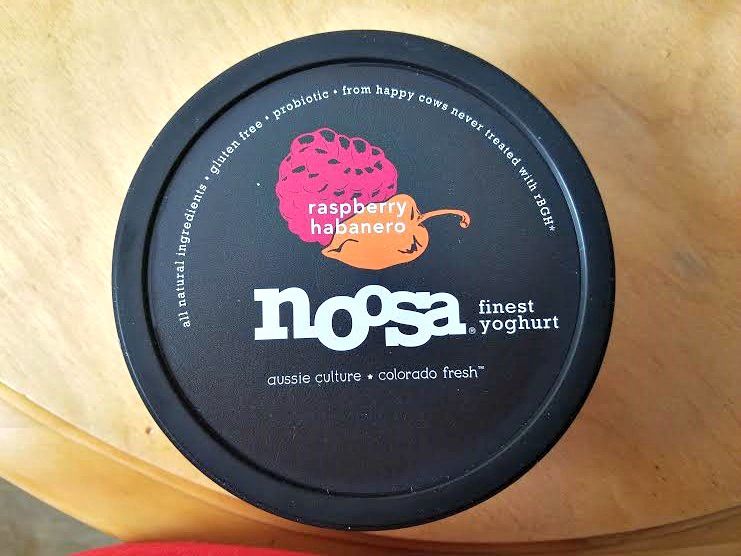 all natural ingredients • gluten free • probiotic • from happy cows never treated with rBGH*
raspberry
habanero
noosa® finest
yoghurt
aussie culture ★ colorado fresh™